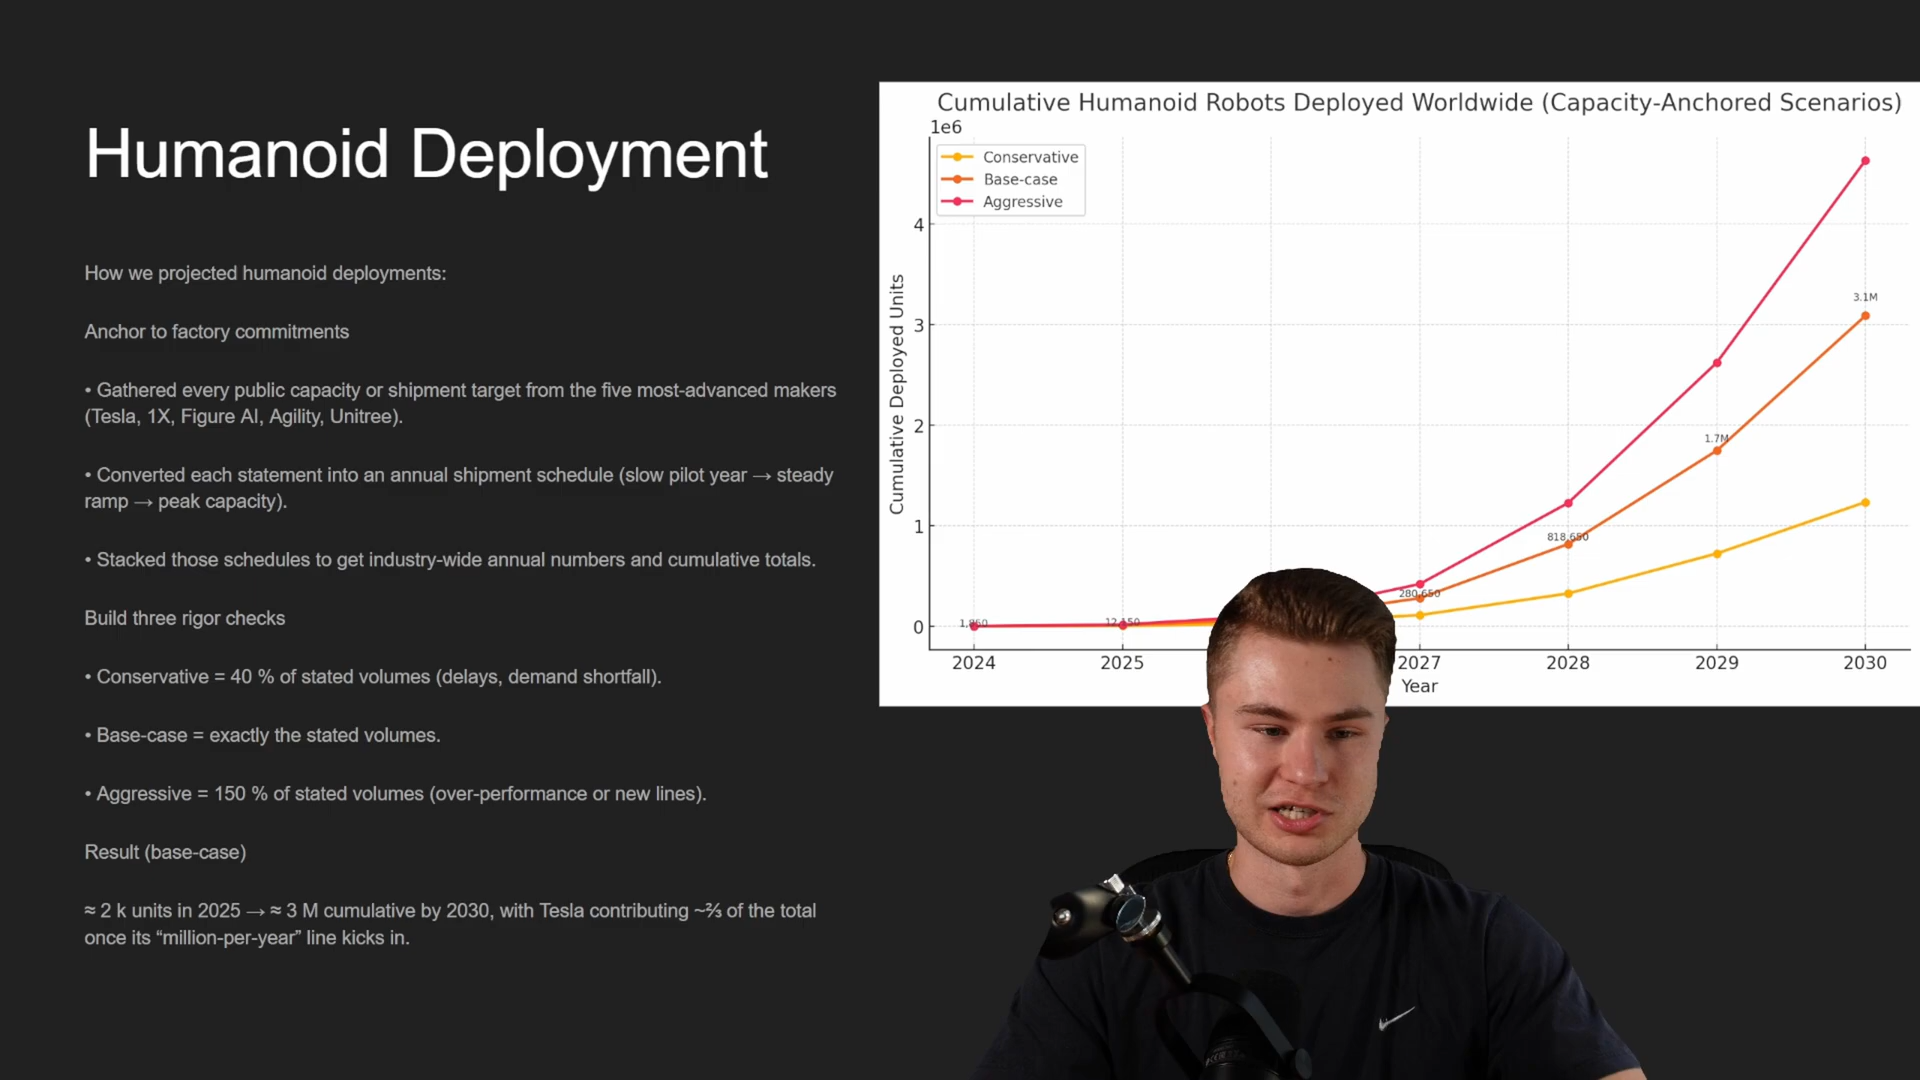 Humanoid Deployment
How we projected humanoid deployments:
Anchor to factory commitments
• Gathered every public capacity or shipment target from the five most-advanced makers
(Tesla, 1X, Figure AI, Agility, Unitree).
• Converted each statement into an annual shipment schedule (slow pilot year → steady
ramp → peak capacity).
• Stacked those schedules to get industry-wide annual numbers and cumulative totals.
Build three rigor checks
• Conservative = 40 % of stated volumes (delays, demand shortfall).
• Base-case = exactly the stated volumes.
• Aggressive = 150 % of stated volumes (over-performance or new lines).
Result (base-case)
≈ 2 k units in 2025 → ≈ 3 M cumulative by 2030, with Tesla contributing ~⅔ of the total
once its “million-per-year” line kicks in.
Cumulative Humanoid Robots Deployed Worldwide (Capacity-Anchored Scenarios)
1e6
Conservative
Base-case
Aggressive
Cumulative Deployed Units
4
3
2
1
0
3.1M
1.7M
818,650
280,650
12,150
2024 2025 2027 2028 2029 2030
Year